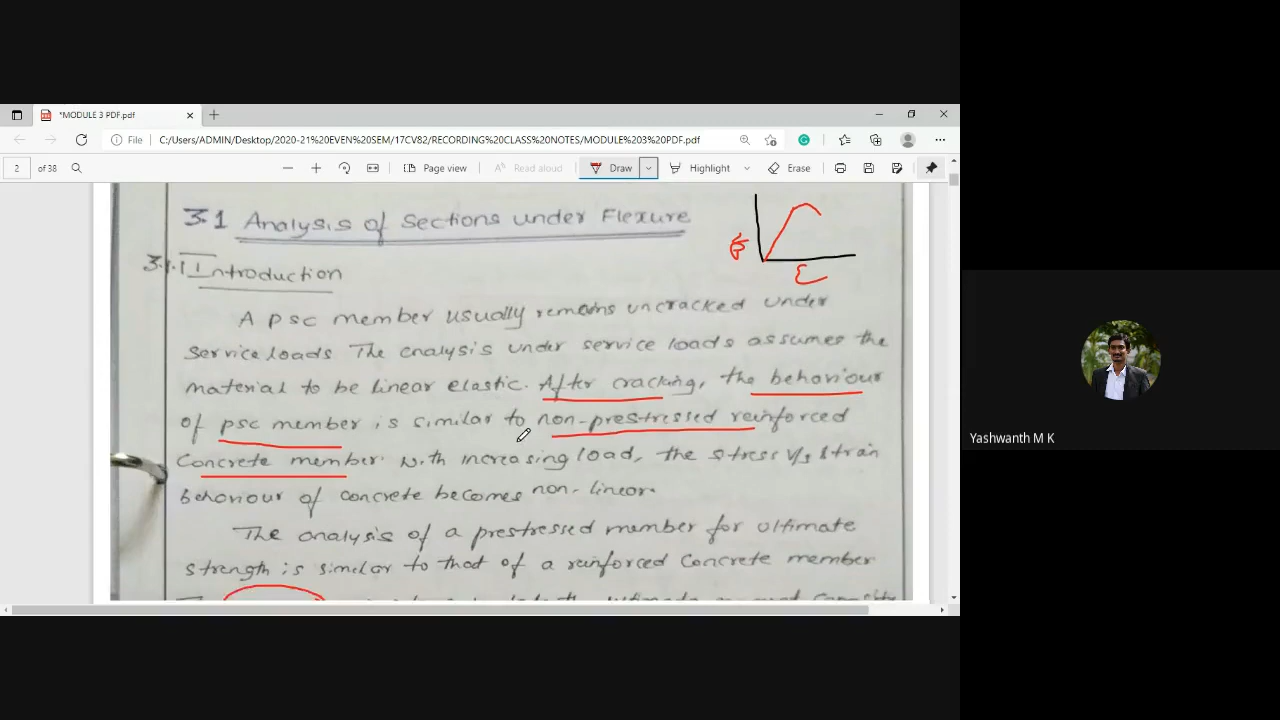 *MODULE 3 PDF.pdf
File C:/Users/ADMIN/Desktop/2020-21%20EVEN%20SEM/17CV82/RECORDING%20CLASS%20NOTES/MODULE%203%20PDF.pdf
2 of 38 Page view Read aloud Draw Highlight Erase
3.1 Analysis of Sections under Flexure
σ
ε
3.1.1 Introduction
A psc member usually remains uncracked under
Service loads The analysis under service loads assumes the
material to be linear elastic. After cracking, the behaviour
of psc member is similar to non-prestressed reinforced
Concrete member. With increasing load, the stress v/s strain
behaviour of concrete becomes non-linear.
The analysis of a prestressed member for ultimate
strength is similar to that of a reinforced Concrete member
Yashwanth M K